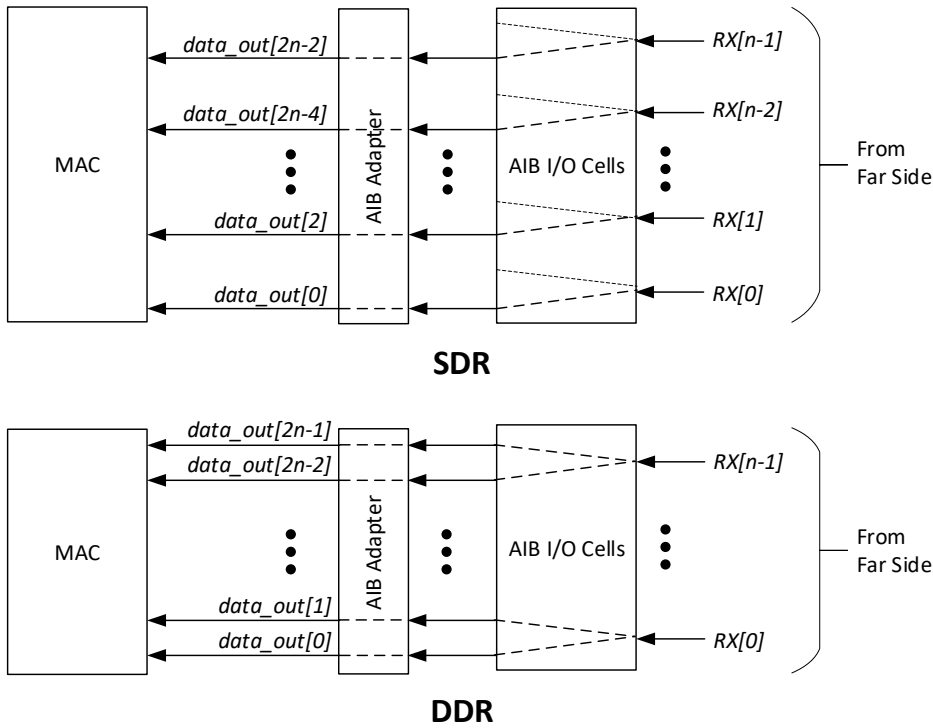 data_out[2n-2]
RX[n-1]
data_out[2n-4]
RX[n-2]
MAC
AIB Adapter
AIB I/O Cells
From
Far Side
data_out[2]
RX[1]
data_out[0]
RX[0]
SDR
data_out[2n-1]
data_out[2n-2]
RX[n-1]
MAC
AIB Adapter
AIB I/O Cells
From
Far Side
data_out[1]
data_out[0]
RX[0]
DDR